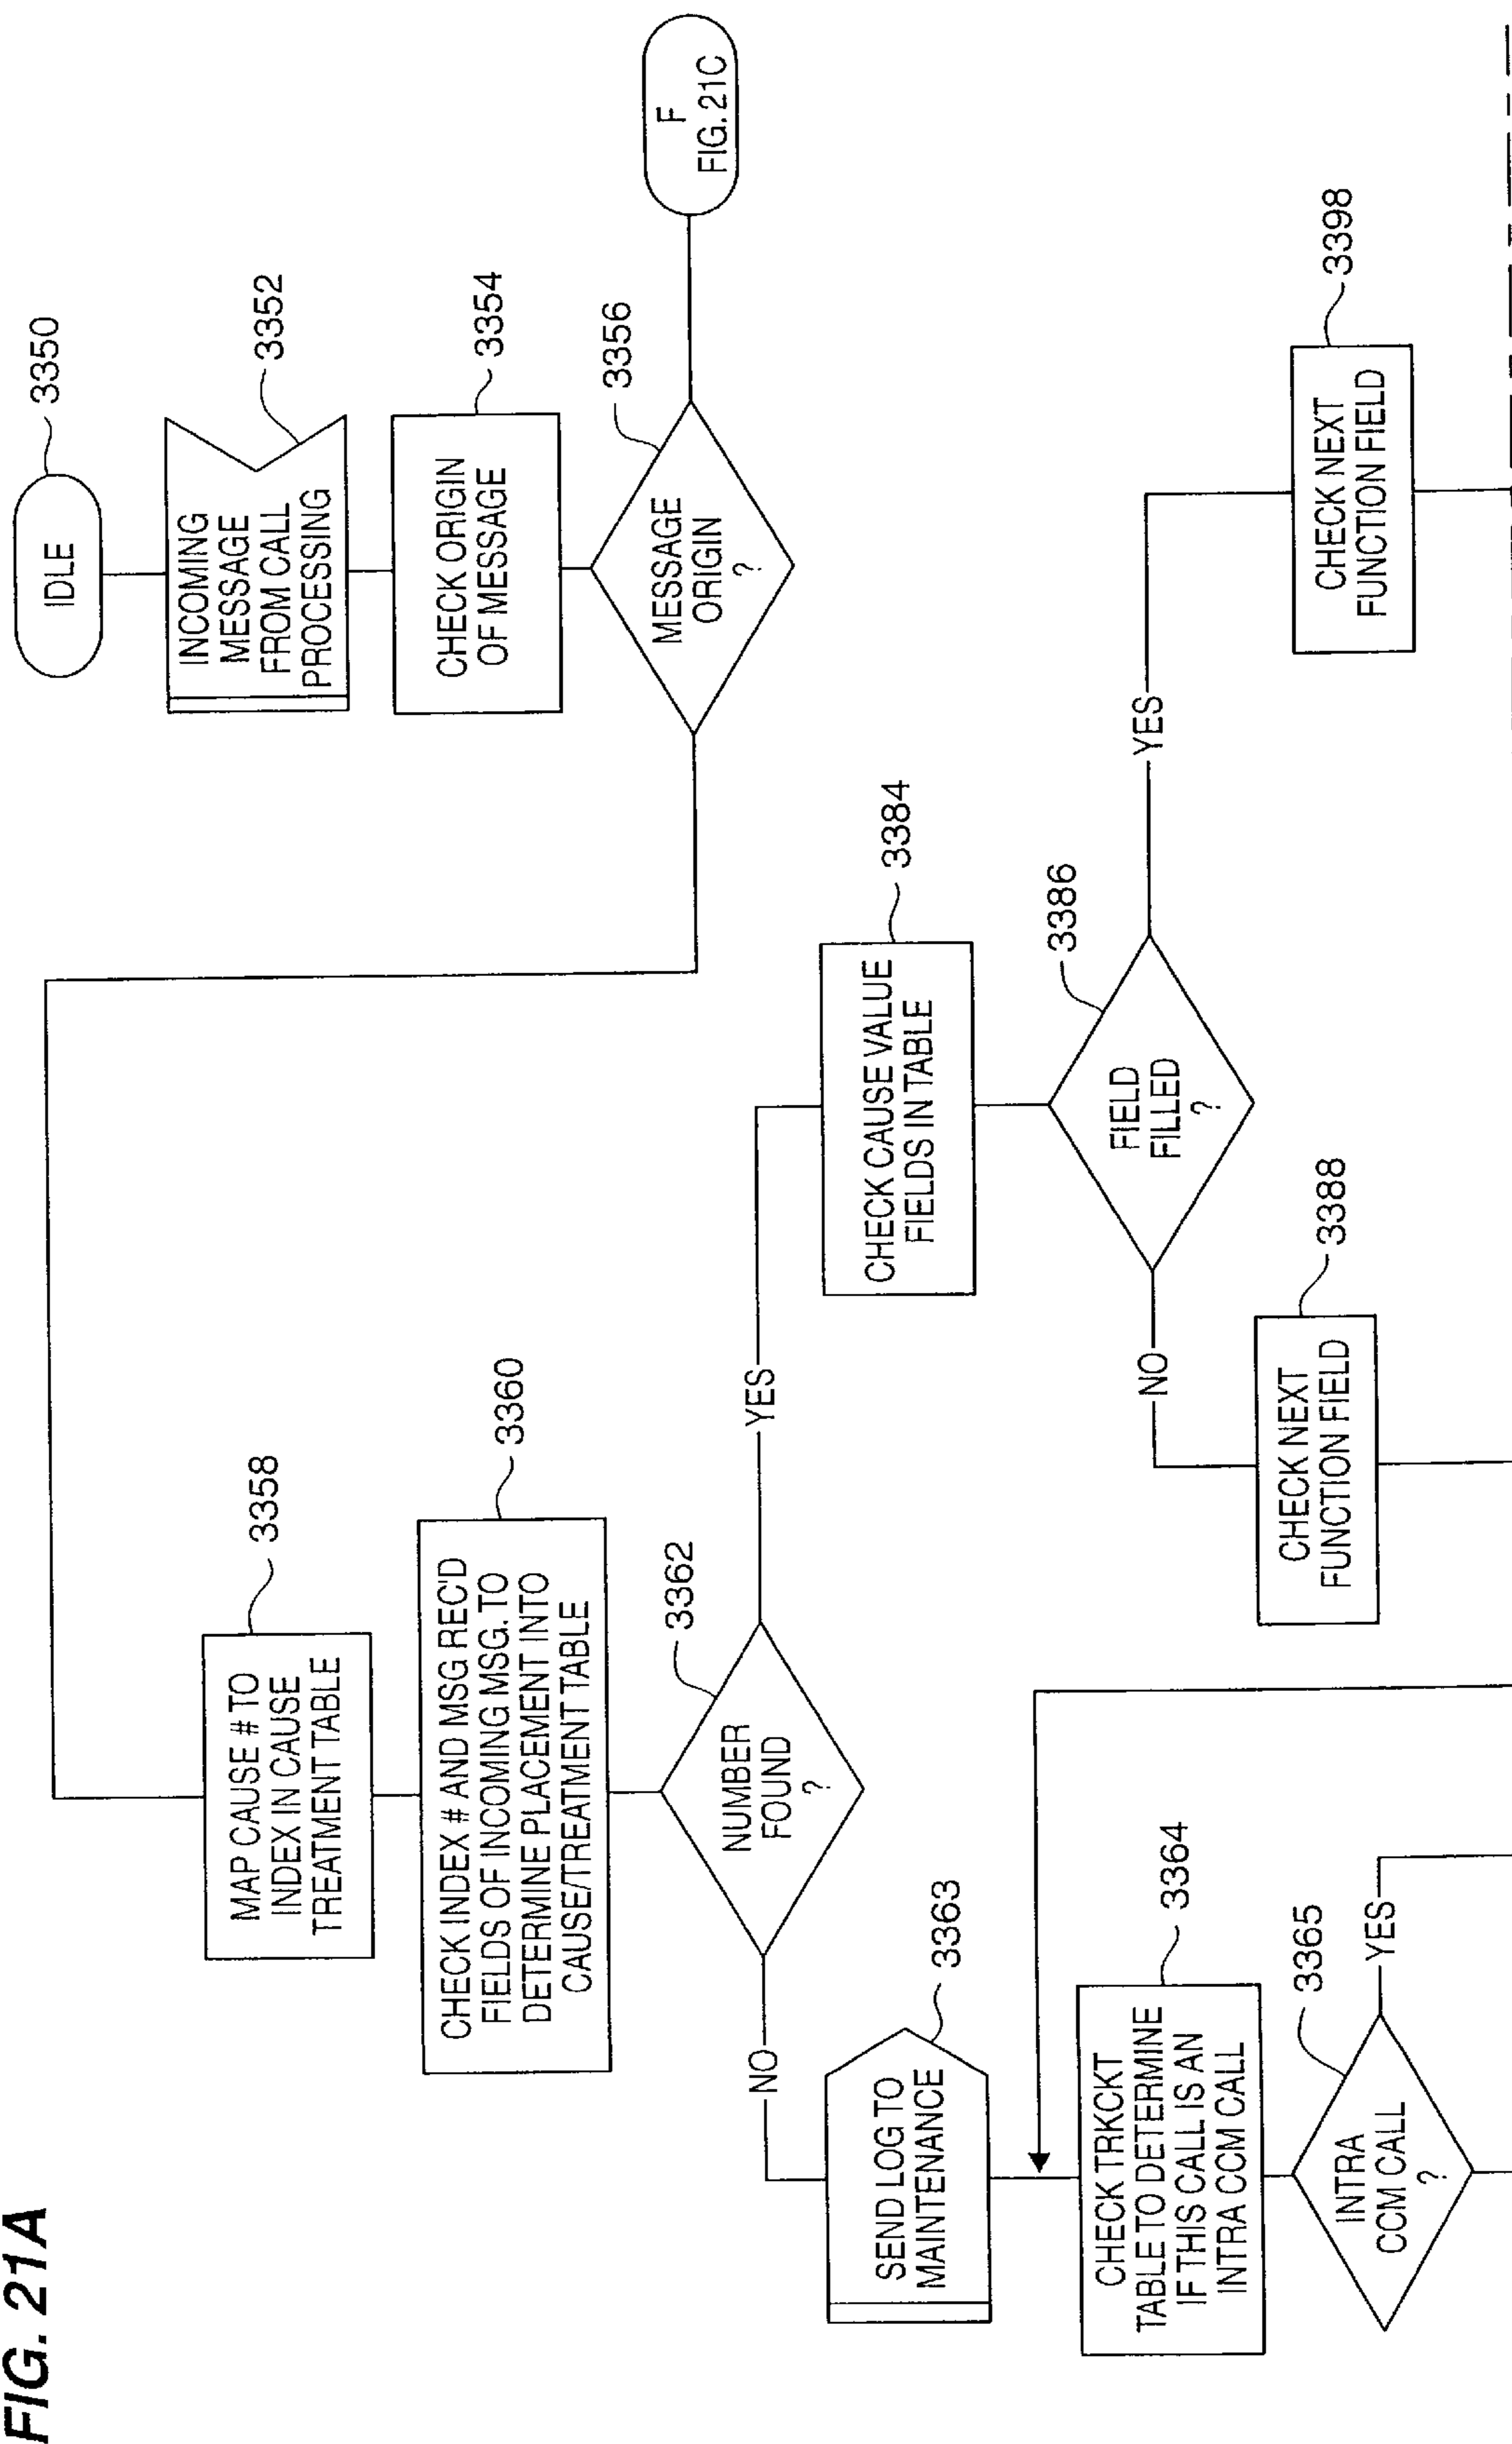 FIG. 21A
IDLE
3350
INCOMING
MESSAGE
FROM CALL
PROCESSING
3352
CHECK ORIGIN
OF MESSAGE
3354
MESSAGE
ORIGIN
?
3356
F
FIG. 21C
MAP CAUSE # TO
INDEX IN CAUSE
TREATMENT TABLE
3358
CHECK INDEX # AND MSG REC'D
FIELDS OF INCOMING MSG. TO
DETERMINE PLACEMENT INTO
CAUSE/TREATMENT TABLE
3360
NUMBER
FOUND
?
3362
NO
YES
SEND LOG TO
MAINTENANCE
3363
CHECK TRKCKT
TABLE TO DETERMINE
IF THIS CALL IS AN
INTRA CCM CALL
3364
INTRA
CCM CALL
?
3365
YES
CHECK CAUSE VALUE
FIELDS IN TABLE
3384
FIELD
FILLED
?
3386
NO
YES
CHECK NEXT
FUNCTION FIELD
3388
CHECK NEXT
FUNCTION FIELD
3398